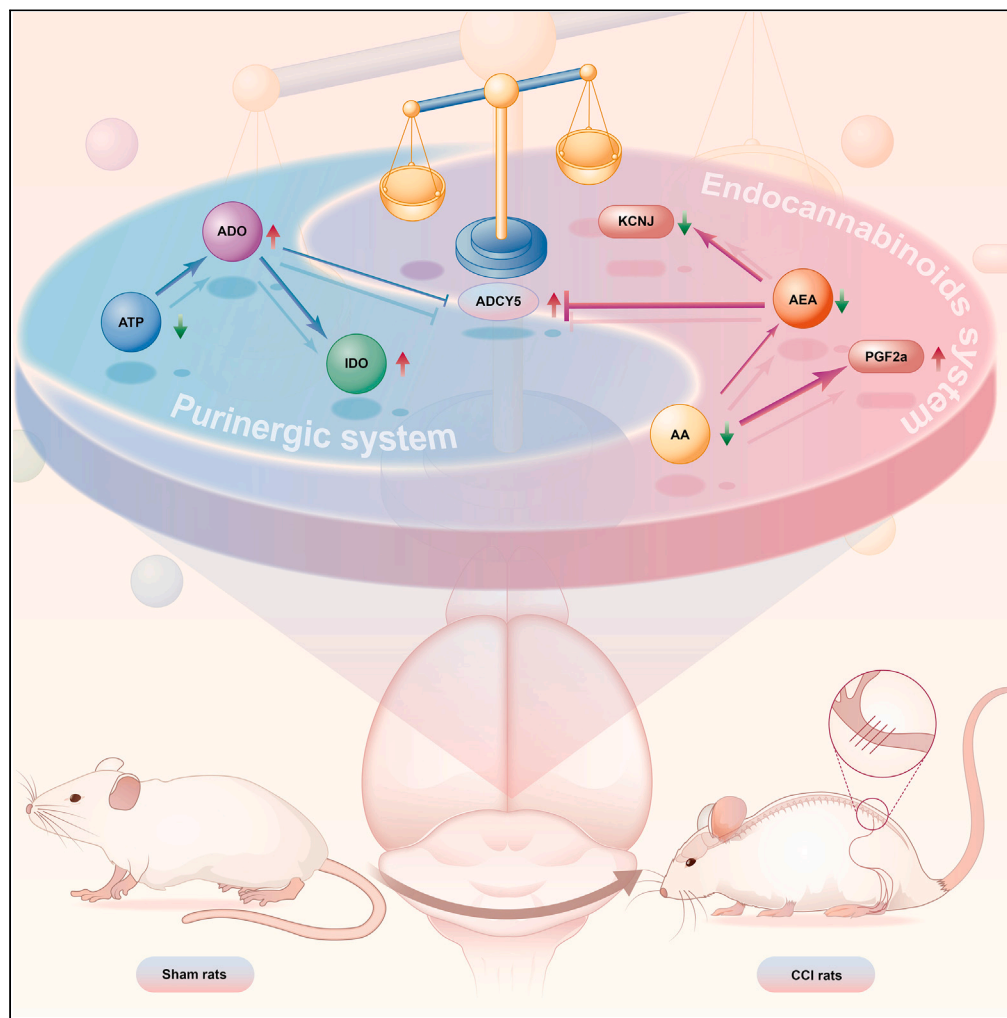 Endocannabinoids system
KCNJ
ADO
ADCY5
AEA
ATP
PGF2a
IDO
Purinergic system
AA
Sham rats
CCI rats